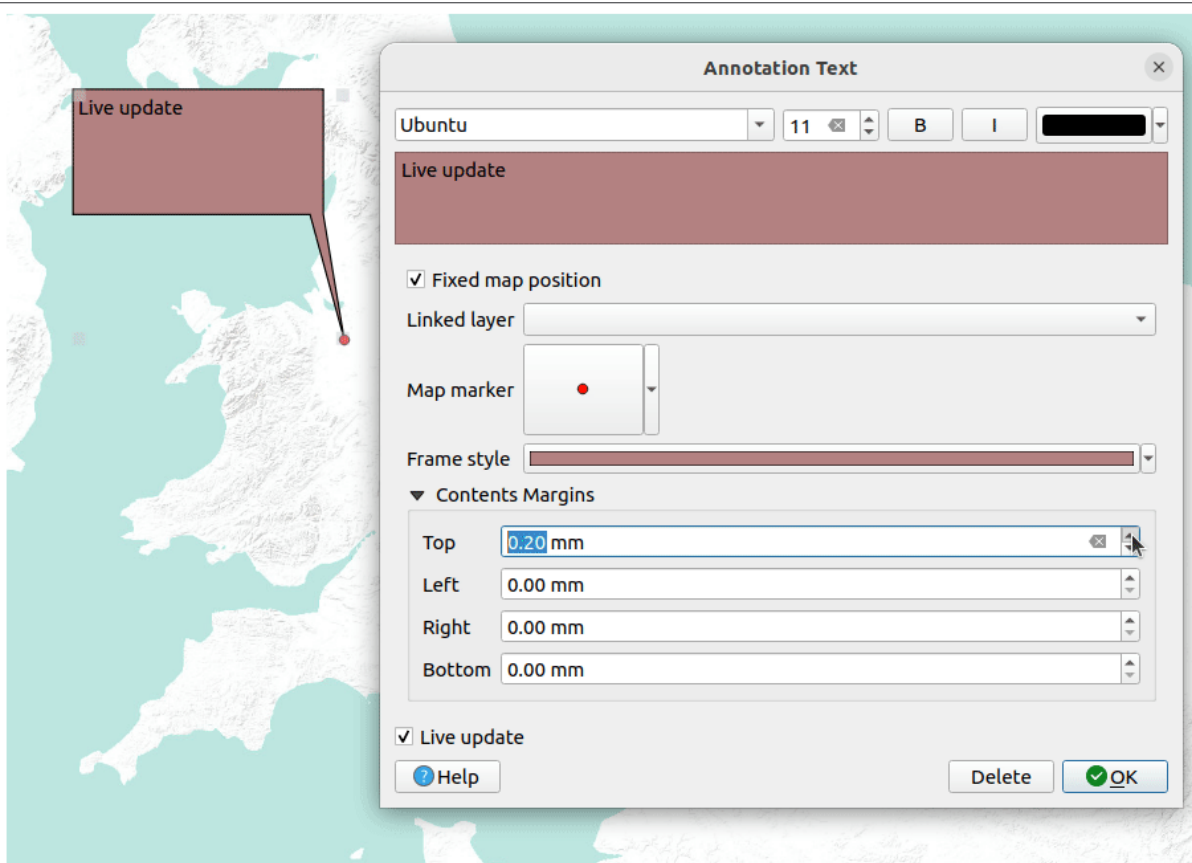 Annotation Text
Live update
Ubuntu 11 B I
Live update
Fixed map position
Linked layer
Map marker
Frame style
Contents Margins
Top 0.20 mm
Left 0.00 mm
Right 0.00 mm
Bottom 0.00 mm
Live update
Help Delete OK